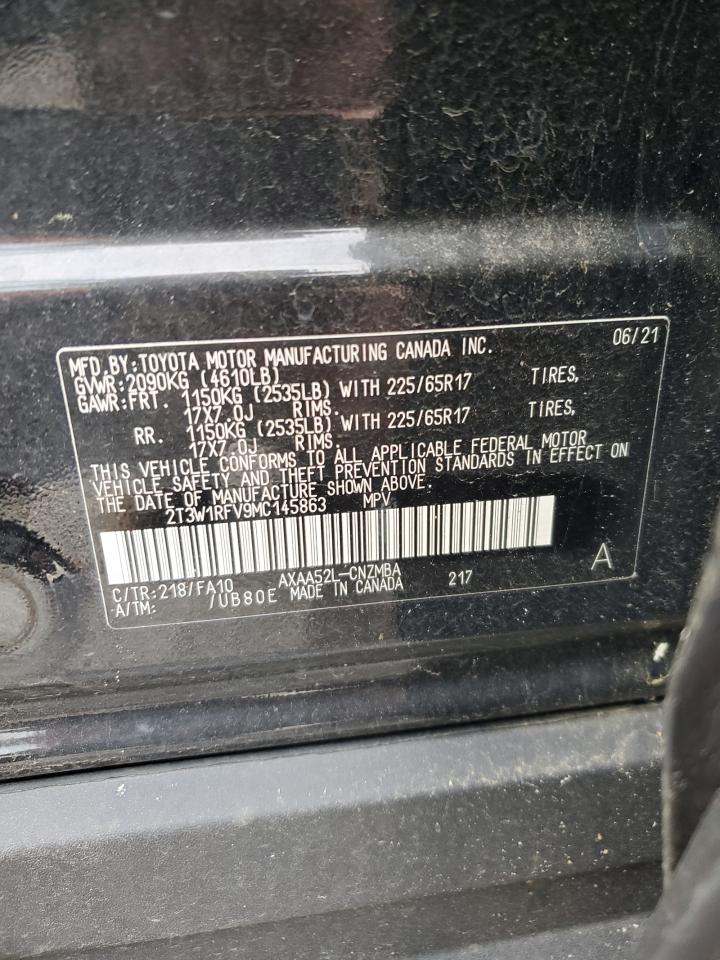 06/21
MFD.BY:TOYOTA MOTOR MANUFACTURING CANADA INC.
GVWR:2090KG (4610LB)
GAWR:FRT. 1150KG (2535LB) WITH 225/65R17 TIRES,
17X7.0J RIMS.
RR. 1150KG (2535LB) WITH 225/65R17 TIRES,
17X7.0J RIMS.
THIS VEHICLE CONFORMS TO ALL APPLICABLE FEDERAL MOTOR
VEHICLE SAFETY AND THEFT PREVENTION STANDARDS IN EFFECT ON
THE DATE OF MANUFACTURE SHOWN ABOVE.
2T3W1RFV9MC145863 MPV
A
C/TR:218/FA10 AXAA52L-CNZMBA 217
A/TM: /UB80E MADE IN CANADA